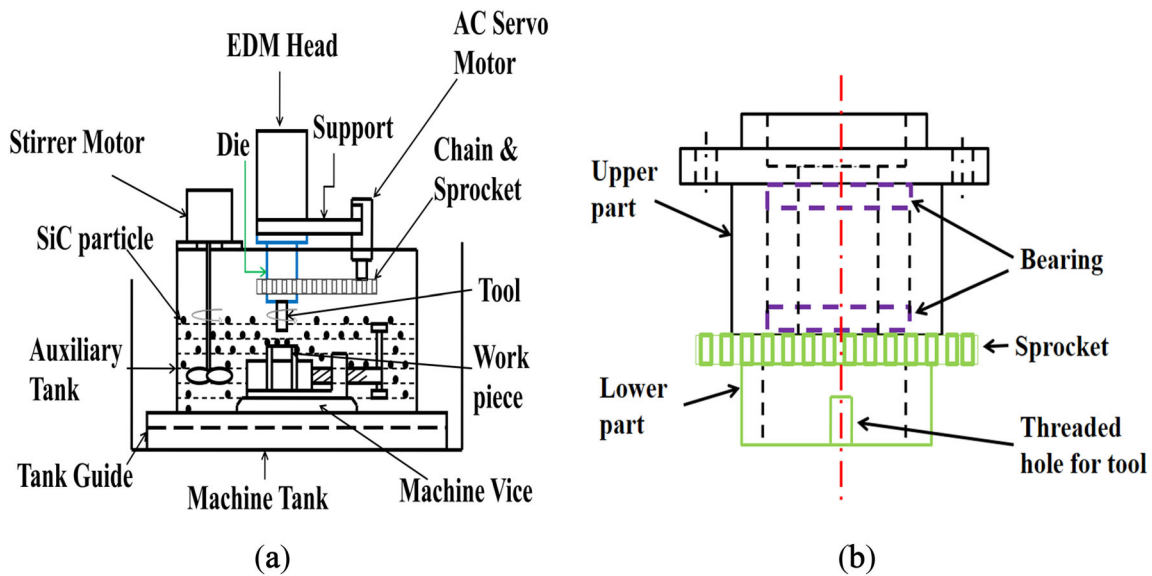 (a)
EDM Head
AC Servo
Motor
Stirrer Motor
Die
Support
Chain &
Sprocket
SiC particle
Tool
Auxiliary
Tank
Work
piece
Tank Guide
Machine Tank
Machine Vice
(b)
Upper
part
Bearing
Sprocket
Lower
part
Threaded
hole for tool